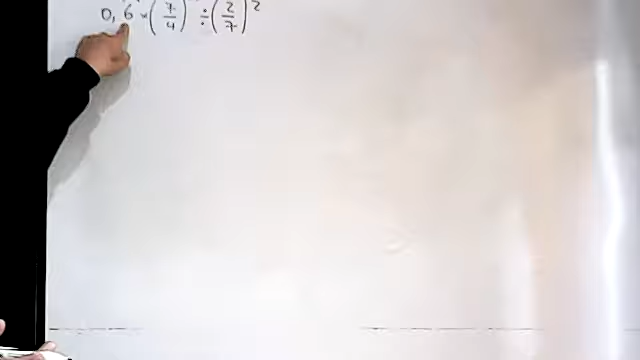 0,6 × (7/4) ÷ (2/7)²